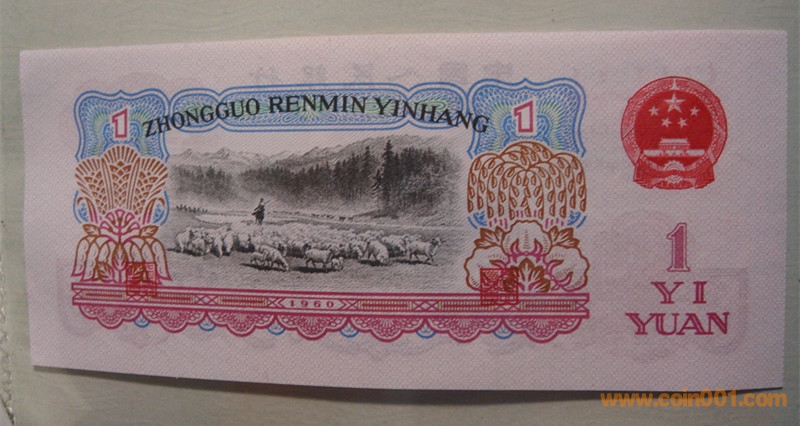 1
ZHONGGUO RENMIN YINHANG
1
1960
1
YI
YUAN
www.coin001.com